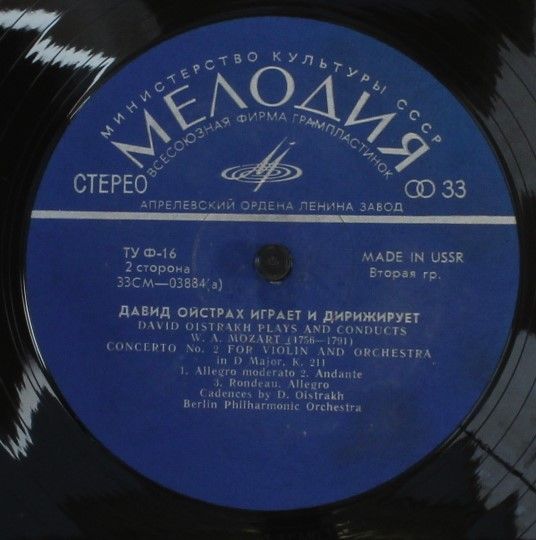 МИНИСТЕРСТВО КУЛЬТУРЫ СССР
МЕЛОДИЯ
ВСЕСОЮЗНАЯ ФИРМА ГРАМПЛАСТИНОК
СТЕРЕО
33
АПРЕЛЕВСКИЙ ОРДЕНА ЛЕНИНА ЗАВОД
ТУ Ф-16
2 сторона
33СМ—03884(а)
MADE IN USSR
Вторая гр.
ДАВИД ОЙСТРАХ ИГРАЕТ И ДИРИЖИРУЕТ
DAVID OISTRAKH PLAYS AND CONDUCTS
W. A. MOZART (1756—1791)
CONCERTO No. 2 FOR VIOLIN AND ORCHESTRA
in D Major, K. 211
1. Allegro moderato 2. Andante
3. Rondeau. Allegro
Cadences by D. Oistrakh
Berlin Philharmonic Orchestra